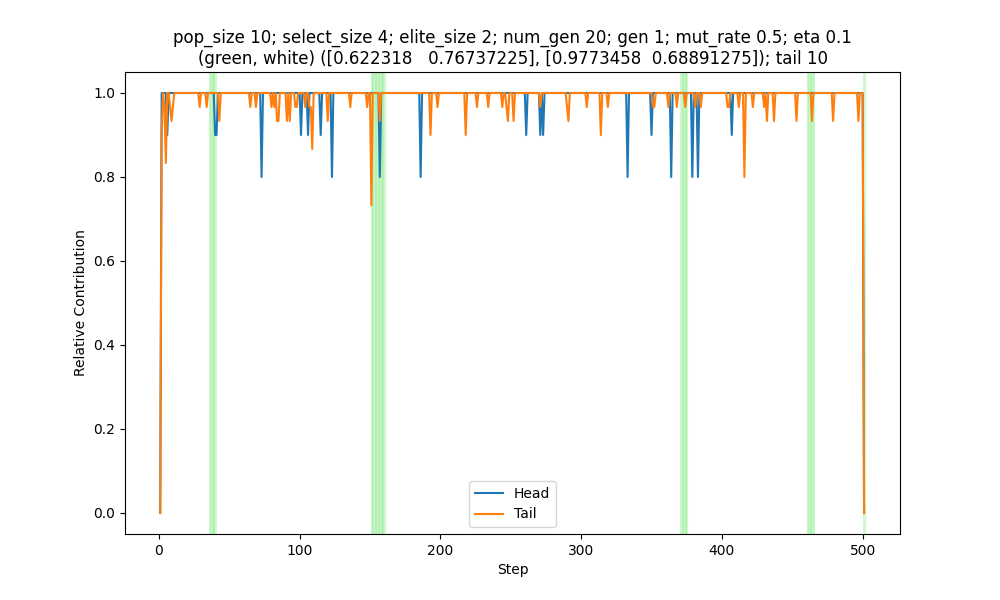 pop_size 10; select_size 4; elite_size 2; num_gen 20; gen 1; mut_rate 0.5; eta 0.1
(green, white) ([0.622318   0.76737225], [0.9773458  0.68891275]); tail 10
1.0
0.8
0.6
0.4
0.2
0.0
Relative Contribution
Head
Tail
0
100
200
300
400
500
Step